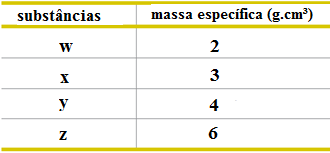 substâncias massa específica (g.cm³)
w 2
x 3
y 4
z 6